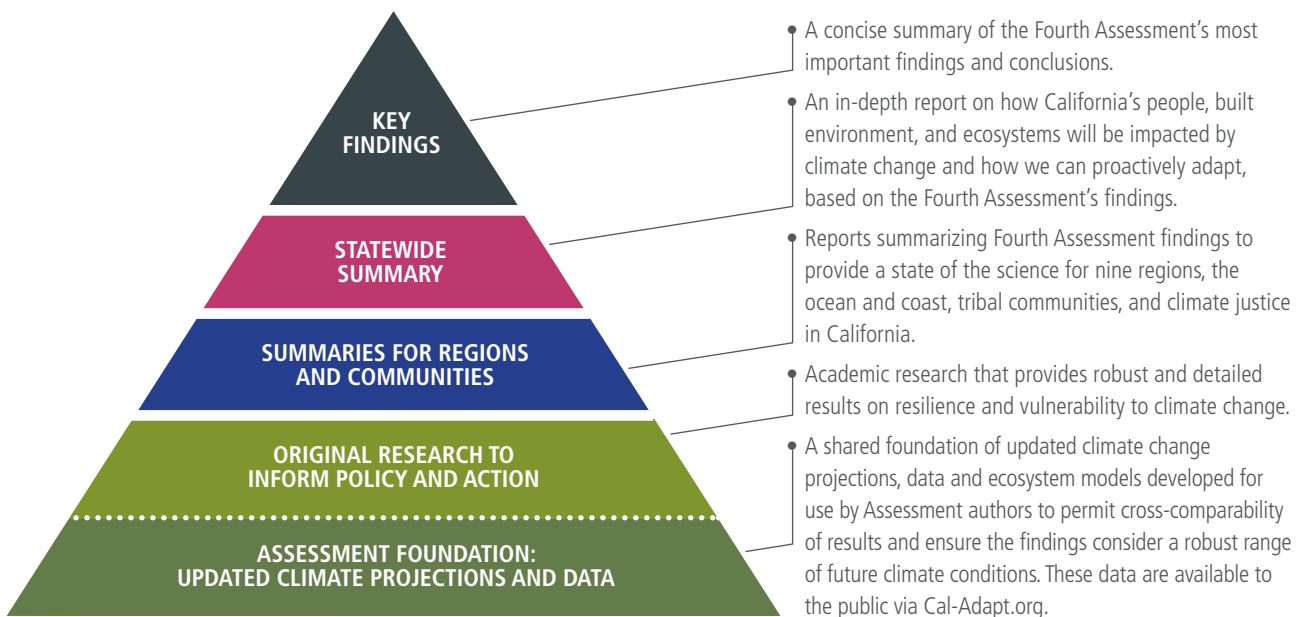 KEY
FINDINGS
A concise summary of the Fourth Assessment’s most
important findings and conclusions.
STATEWIDE
SUMMARY
An in-depth report on how California’s people, built
environment, and ecosystems will be impacted by
climate change and how we can proactively adapt,
based on the Fourth Assessment’s findings.
SUMMARIES FOR REGIONS
AND COMMUNITIES
Reports summarizing Fourth Assessment findings to
provide a state of the science for nine regions, the
ocean and coast, tribal communities, and climate justice
in California.
ORIGINAL RESEARCH TO
INFORM POLICY AND ACTION
Academic research that provides robust and detailed
results on resilience and vulnerability to climate change.
ASSESSMENT FOUNDATION:
UPDATED CLIMATE PROJECTIONS AND DATA
A shared foundation of updated climate change
projections, data and ecosystem models developed for
use by Assessment authors to permit cross-comparability
of results and ensure the findings consider a robust range
of future climate conditions. These data are available to
the public via Cal-Adapt.org.